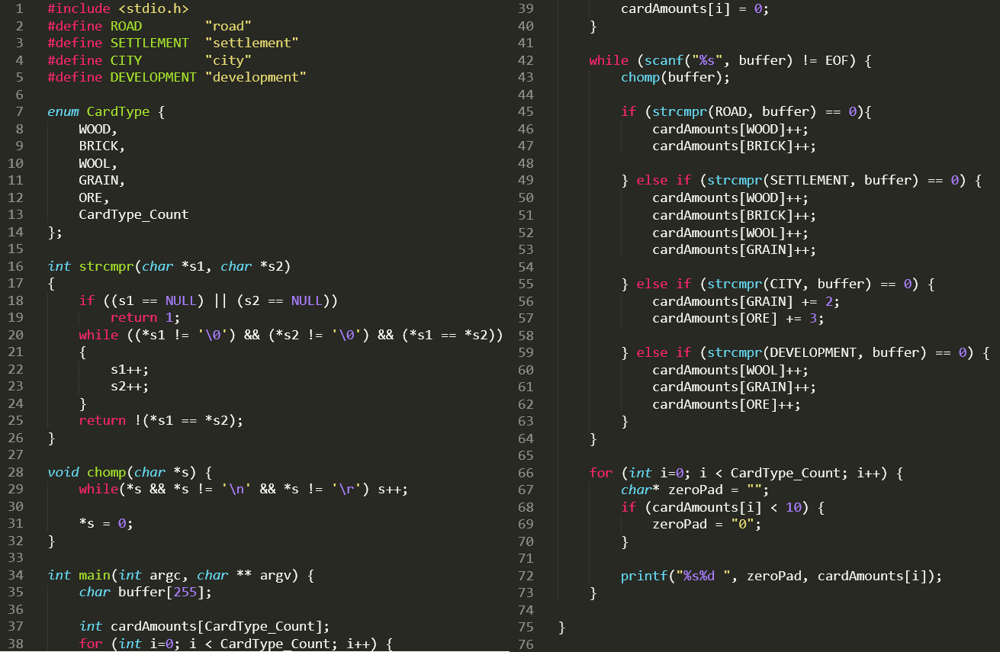 1 #include <stdio.h>
2 #define ROAD        "road"
3 #define SETTLEMENT  "settlement"
4 #define CITY        "city"
5 #define DEVELOPMENT "development"
6
7 enum CardType {
8     WOOD,
9     BRICK,
10     WOOL,
11     GRAIN,
12     ORE,
13     CardType_Count
14 };
15
16 int strcmpr(char *s1, char *s2)
17 {
18     if ((s1 == NULL) || (s2 == NULL))
19         return 1;
20     while ((*s1 != '\0') && (*s2 != '\0') && (*s1 == *s2))
21     {
22         s1++;
23         s2++;
24     }
25     return !(*s1 == *s2);
26 }
27
28 void chomp(char *s) {
29     while(*s && *s != '\n' && *s != '\r') s++;
30
31     *s = 0;
32 }
33
34 int main(int argc, char ** argv) {
35     char buffer[255];
36
37     int cardAmounts[CardType_Count];
38     for (int i=0; i < CardType_Count; i++) {
39         cardAmounts[i] = 0;
40     }
41
42     while (scanf("%s", buffer) != EOF) {
43         chomp(buffer);
44
45         if (strcmpr(ROAD, buffer) == 0){
46             cardAmounts[WOOD]++;
47             cardAmounts[BRICK]++;
48
49         } else if (strcmpr(SETTLEMENT, buffer) == 0) {
50             cardAmounts[WOOD]++;
51             cardAmounts[BRICK]++;
52             cardAmounts[WOOL]++;
53             cardAmounts[GRAIN]++;
54
55         } else if (strcmpr(CITY, buffer) == 0) {
56             cardAmounts[GRAIN] += 2;
57             cardAmounts[ORE] += 3;
58
59         } else if (strcmpr(DEVELOPMENT, buffer) == 0) {
60             cardAmounts[WOOL]++;
61             cardAmounts[GRAIN]++;
62             cardAmounts[ORE]++;
63         }
64     }
65
66     for (int i=0; i < CardType_Count; i++) {
67         char* zeroPad = "";
68         if (cardAmounts[i] < 10) {
69             zeroPad = "0";
70         }
71
72         printf("%s%d ", zeroPad, cardAmounts[i]);
73     }
74
75 }
76